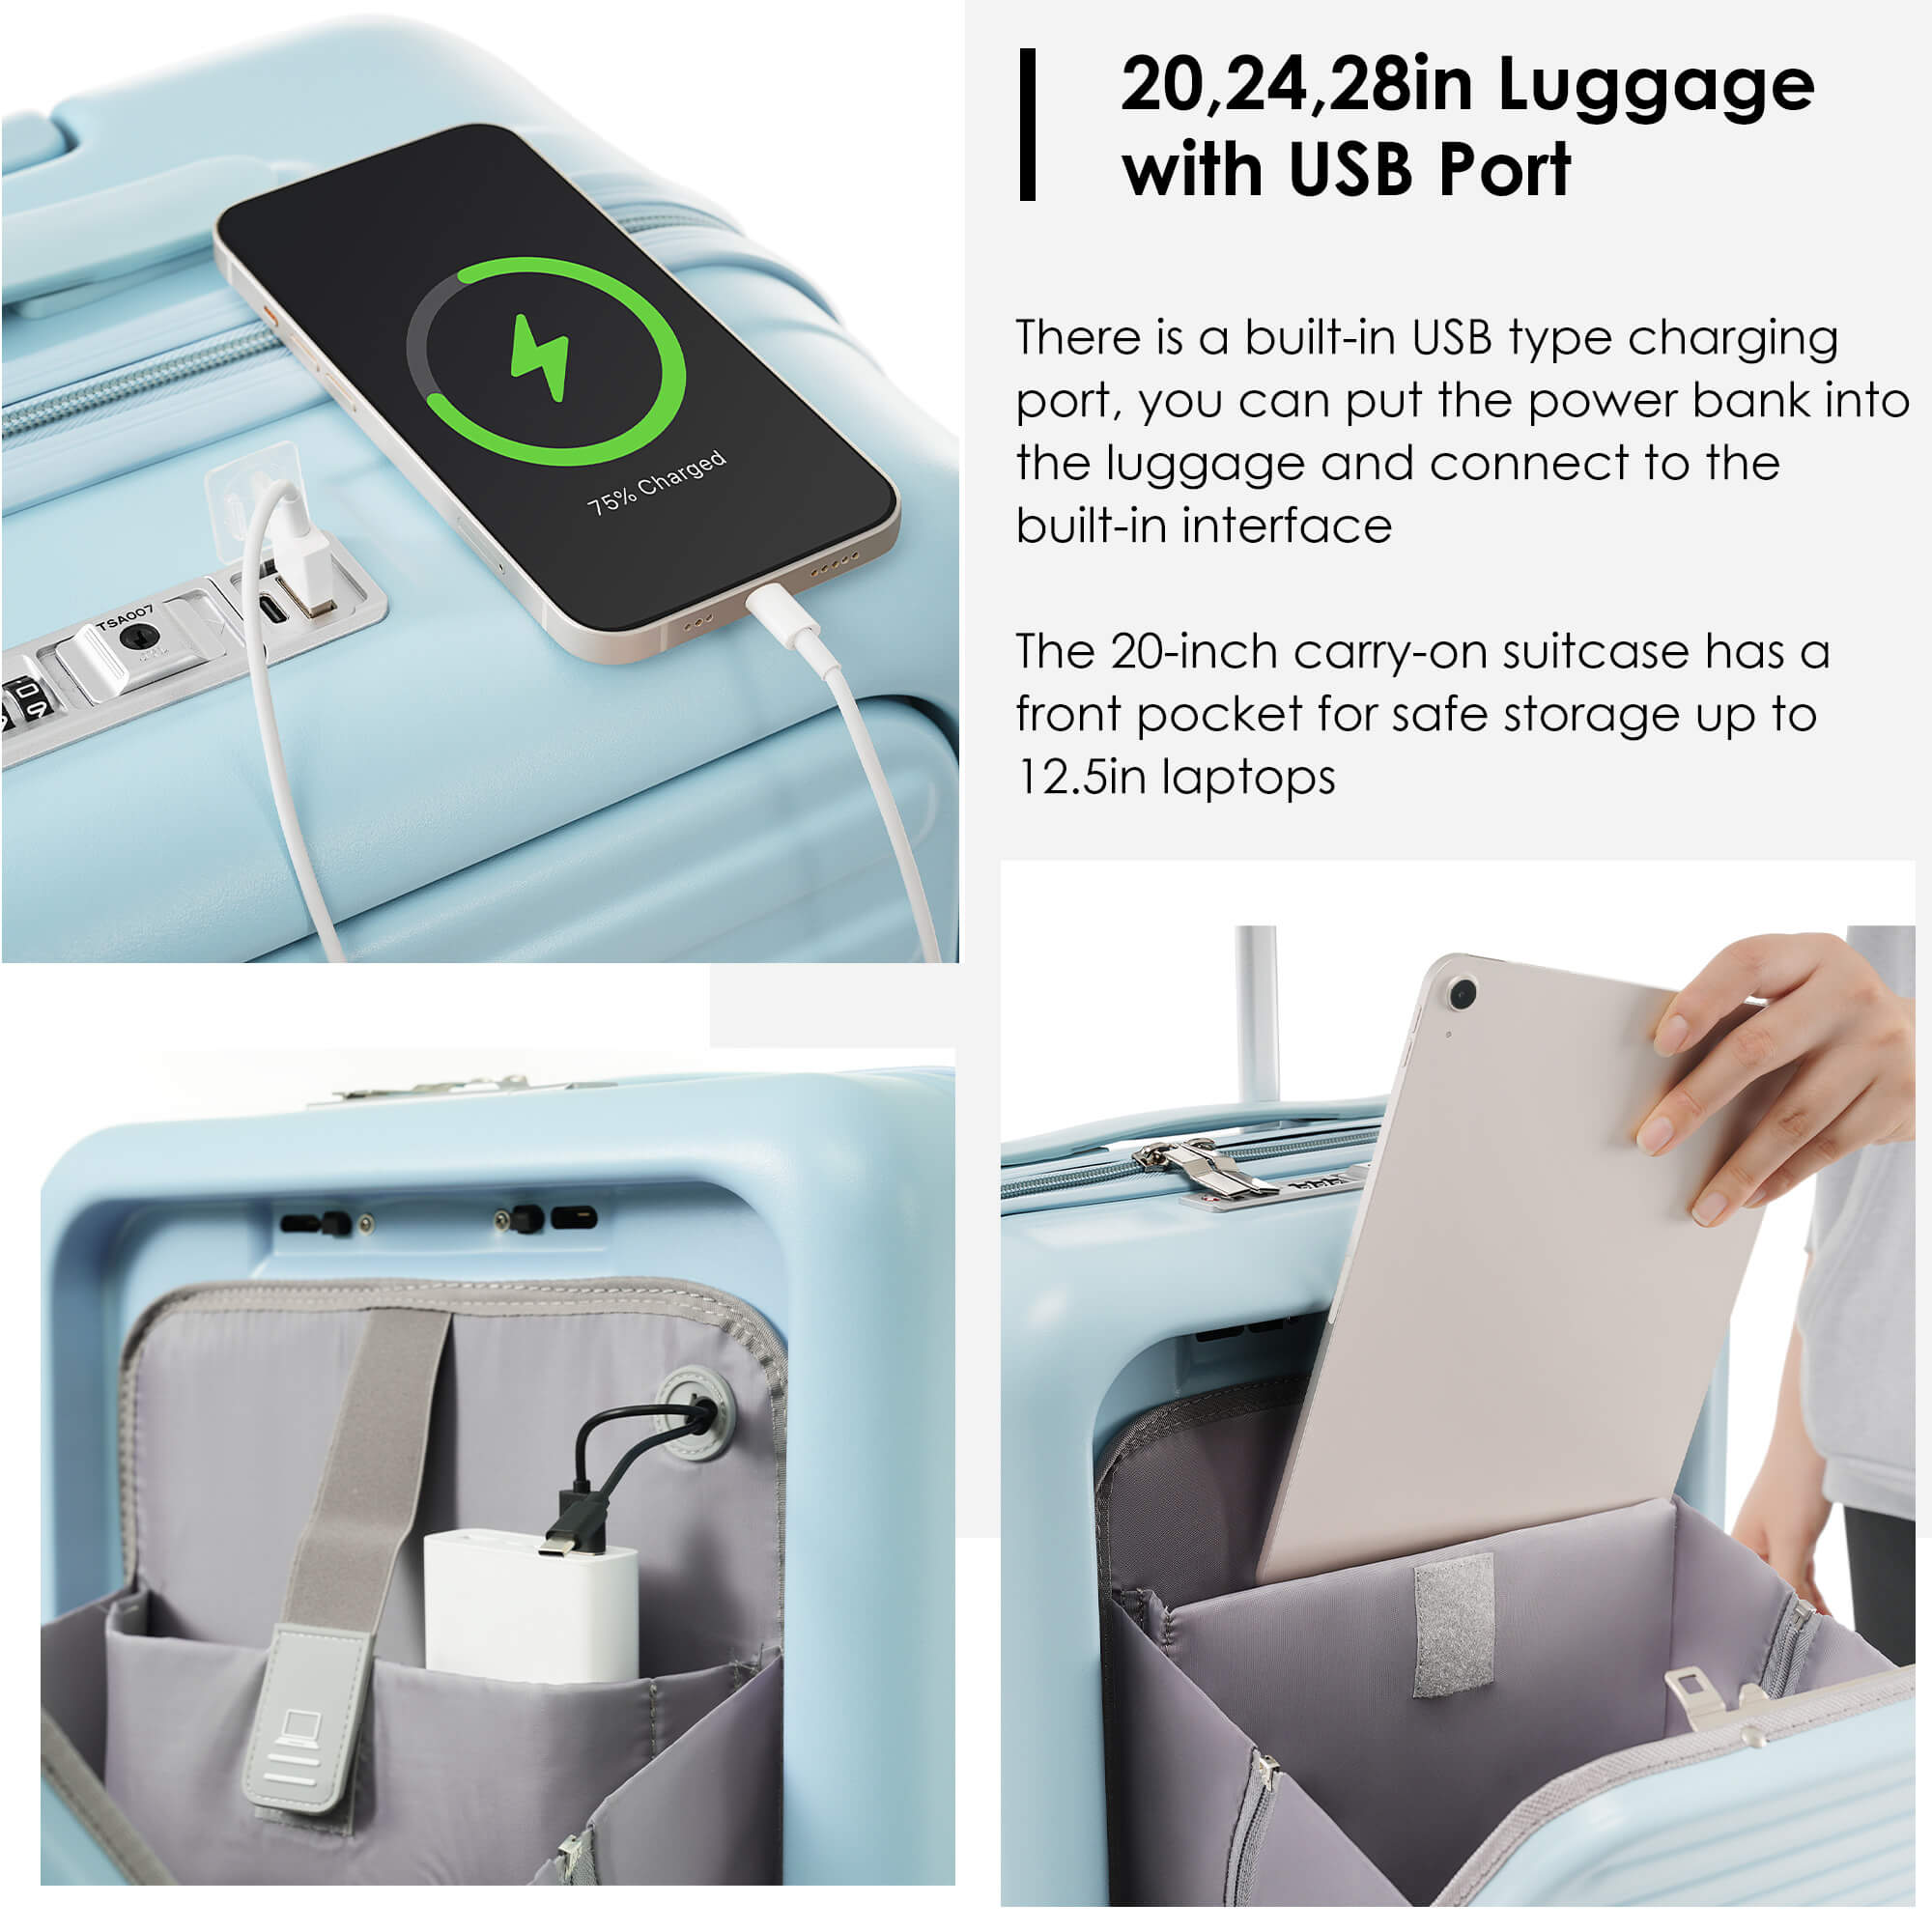 20,24,28in Luggage
with USB Port
There is a built-in USB type charging
port, you can put the power bank into
the luggage and connect to the
built-in interface
The 20-inch carry-on suitcase has a
front pocket for safe storage up to
12.5in laptops
75% Charged
TSA007